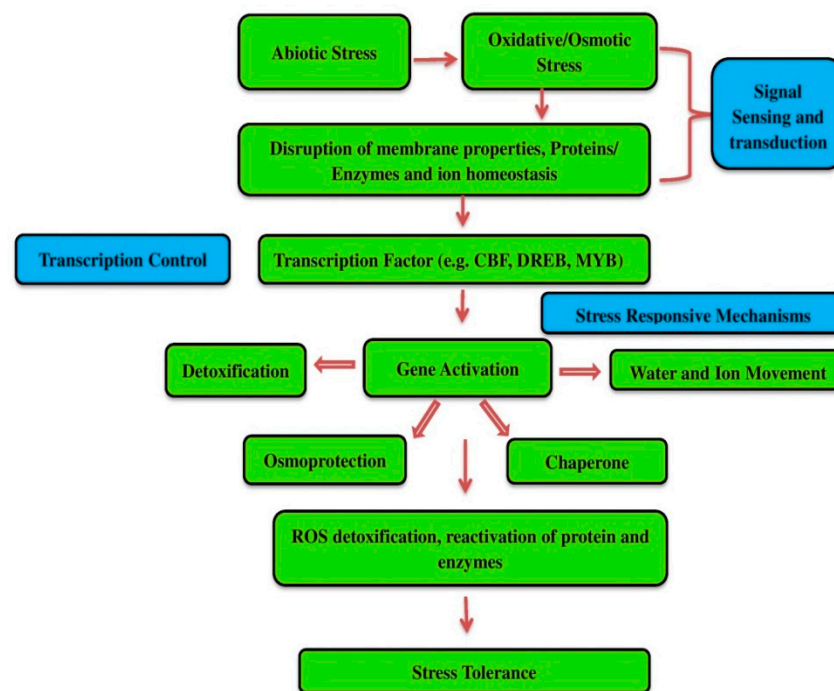 Abiotic Stress
Oxidative/Osmotic
Stress
Signal
Sensing and
transduction
Disruption of membrane properties, Proteins/
Enzymes and ion homeostasis
Transcription Control
Transcription Factor (e.g. CBF, DREB, MYB)
Stress Responsive Mechanisms
Detoxification
Gene Activation
Water and Ion Movement
Osmoprotection
Chaperone
ROS detoxification, reactivation of protein and
enzymes
Stress Tolerance